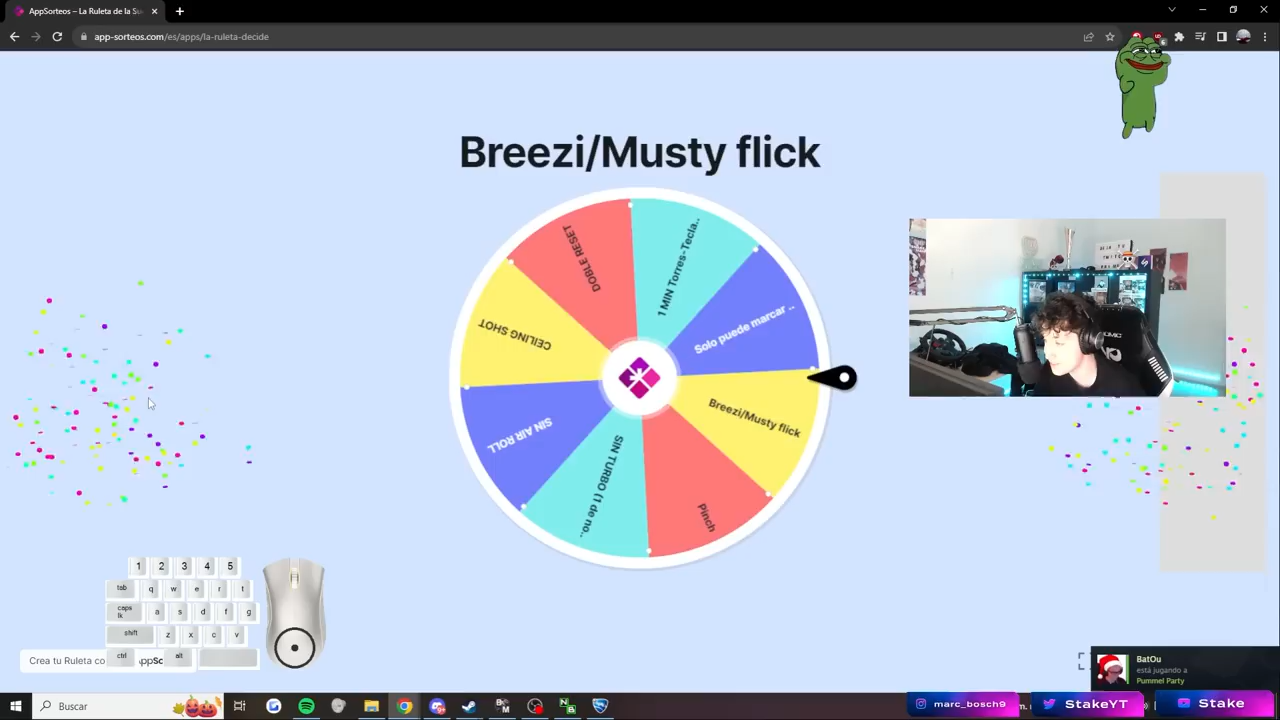 AppSorteos – La Ruleta de la Su
app-sorteos.com/es/apps/la-ruleta-decide
Breezi/Musty flick
DOBLE RESET
1 MIN Torres-Tecla..
Solo puede marcar ..
Breezi/Musty flick
Pinch
SIN TURBO (1 de no..
SIN AIR ROLL
CEILING SHOT
1 2 3 4 5
tab q w e r t
caps lk a s d f g
shift z x c v
ctrl alt
Crea tu Ruleta co
AppSo
BatOu
está jugando a
Pummel Party
Buscar
marc_bosch9
StakeYT
Stake